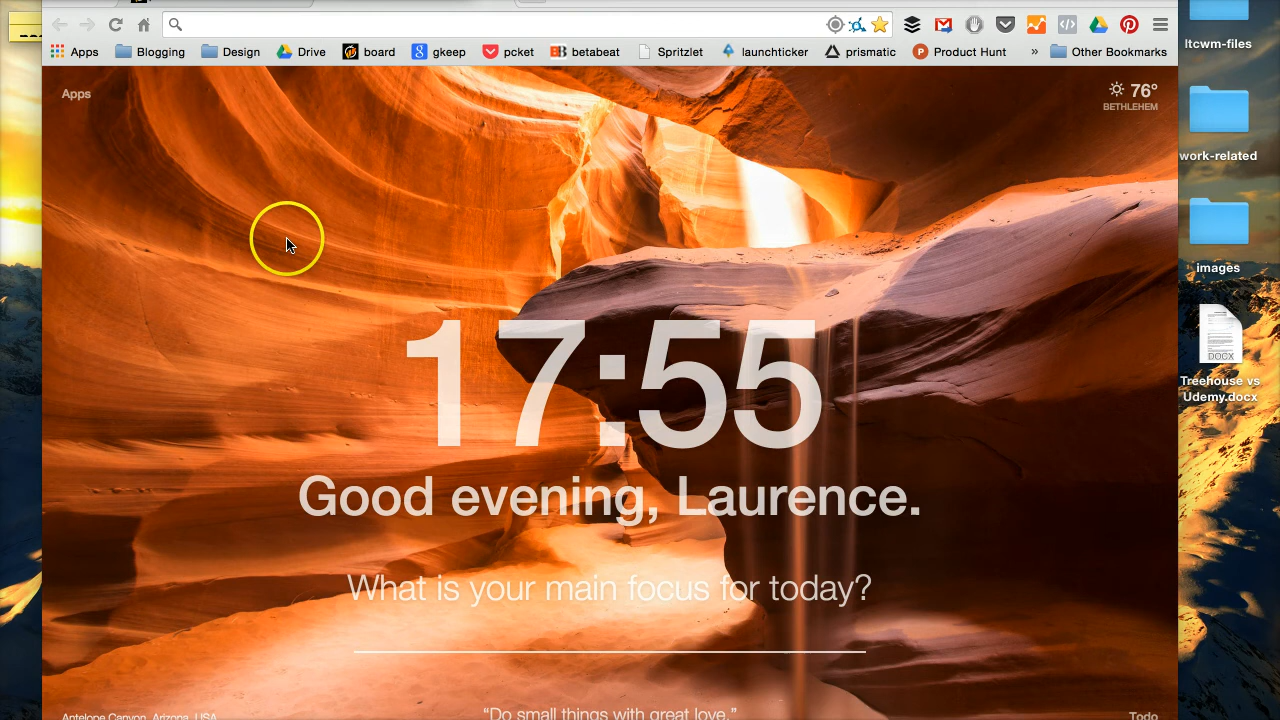 Apps Blogging Design Drive board gkeep pcket betabeat Spritzlet launchticker prismatic Product Hunt » Other Bookmarks
ltcwm-files
Apps
76°
BETHLEHEM
work-related
images
17:55
DOCX
Treehouse vs
Udemy.docx
Good evening, Laurence.
What is your main focus for today?
Antelope Canyon, Arizona, USA
“Do small things with great love.”
Todo